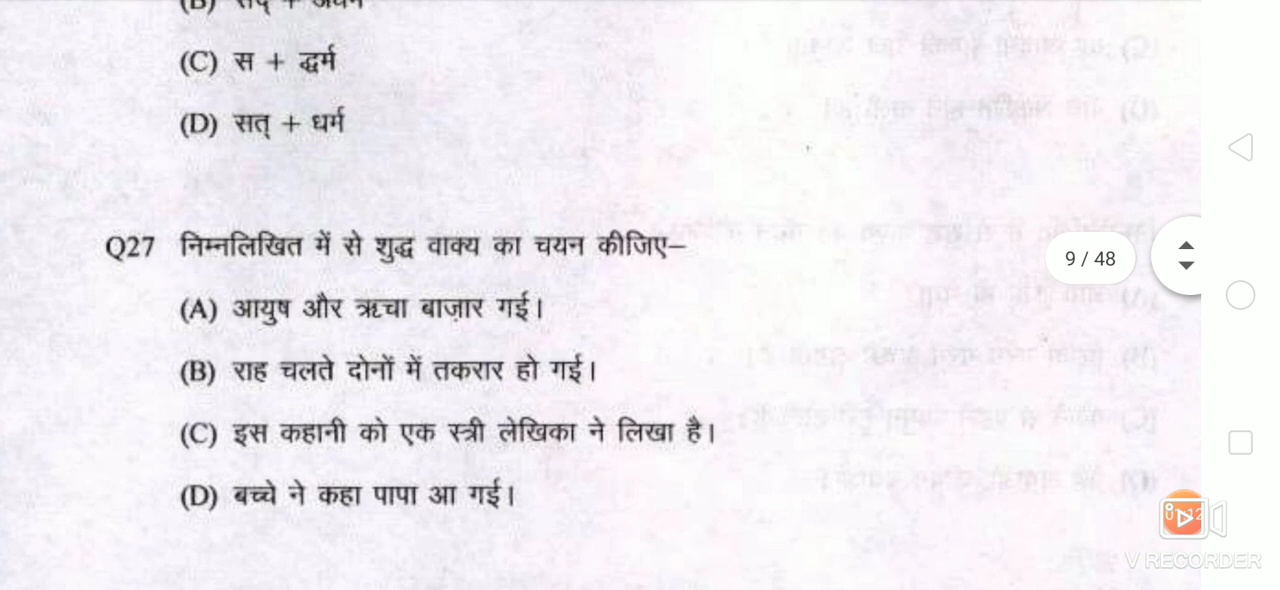 (C) स + द्धर्म
(D) सत् + धर्म
Q27 निम्नलिखित में से शुद्ध वाक्य का चयन कीजिए–
9 / 48
(A) आयुष और ऋचा बाज़ार गई।
(B) राह चलते दोनों में तकरार हो गई।
(C) इस कहानी को एक स्त्री लेखिका ने लिखा है।
(D) बच्चे ने कहा पापा आ गई।
V RECORDER